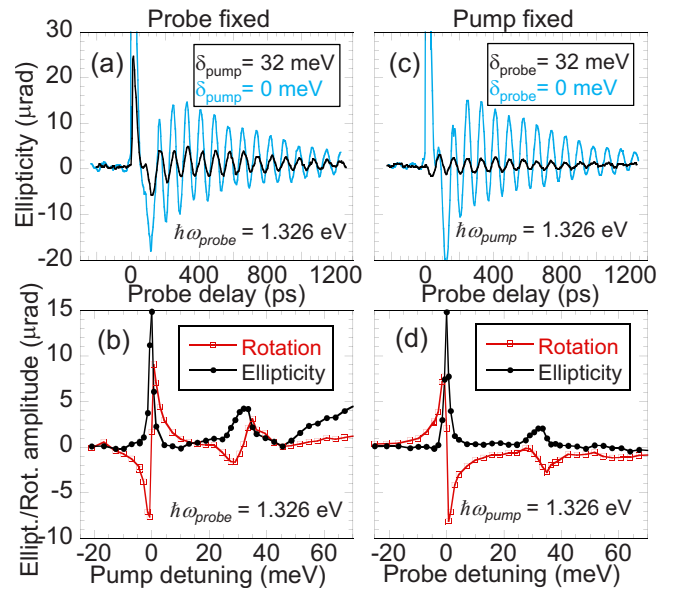 Probe fixed
Pump fixed
30
20
10
0
-10
-20
Ellipticity (μrad)
(a)
δpump= 32 meV
δpump= 0 meV
ħωprobe = 1.326 eV
0 400 800 1200
Probe delay (ps)
(c)
δprobe= 32 meV
δprobe= 0 meV
ħωpump = 1.326 eV
0 400 800 1200
Probe delay (ps)
15
10
5
0
-5
-10
Ellipt./Rot. amplitude (μrad)
(b)
Rotation
Ellipticity
ħωprobe = 1.326 eV
-20 0 20 40 60
Pump detuning (meV)
(d)
Rotation
Ellipticity
ħωpump = 1.326 eV
-20 0 20 40 60
Probe detuning (meV)